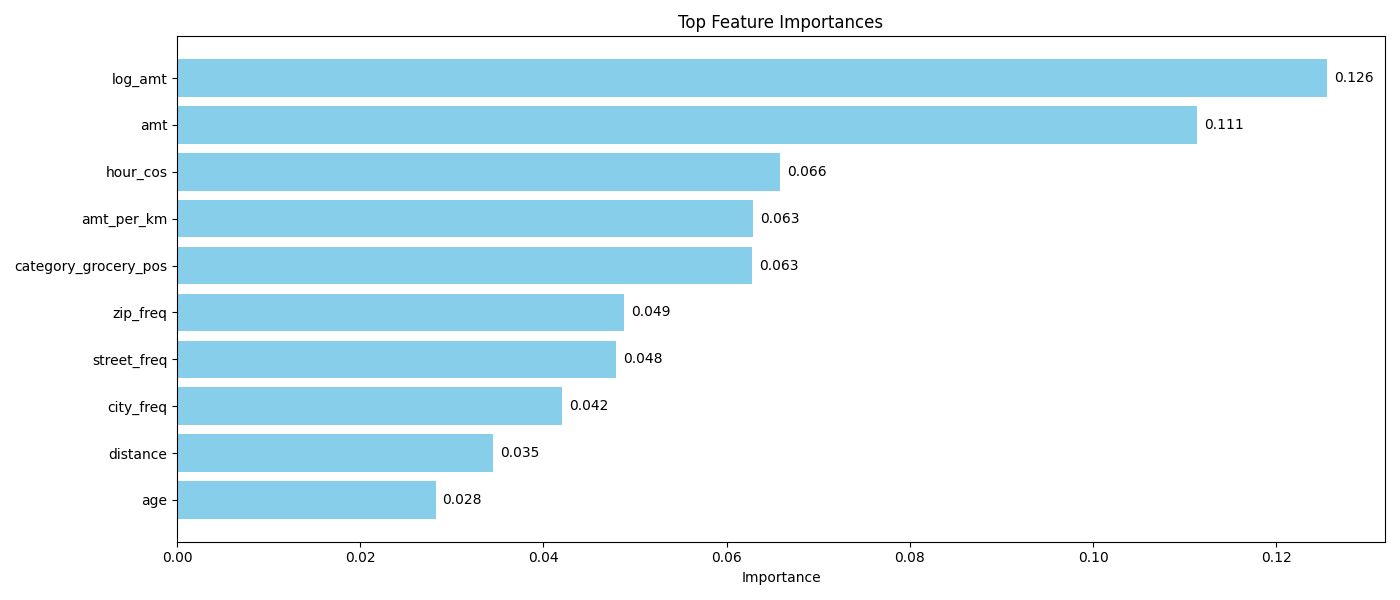 Top Feature Importances
log_amt 0.126
amt 0.111
hour_cos 0.066
amt_per_km 0.063
category_grocery_pos 0.063
zip_freq 0.049
street_freq 0.048
city_freq 0.042
distance 0.035
age 0.028
0.00 0.02 0.04 0.06 0.08 0.10 0.12
Importance